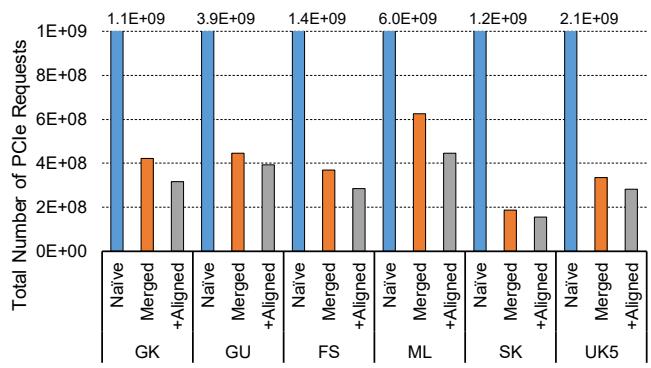 1.1E+09 3.9E+09 1.4E+09 6.0E+09 1.2E+09 2.1E+09
Total Number of PCIe Requests
1E+09
8E+08
6E+08
4E+08
2E+08
0E+00
Naïve Merged +Aligned Naïve Merged +Aligned Naïve Merged +Aligned Naïve Merged +Aligned Naïve Merged +Aligned Naïve Merged +Aligned
GK GU FS ML SK UK5